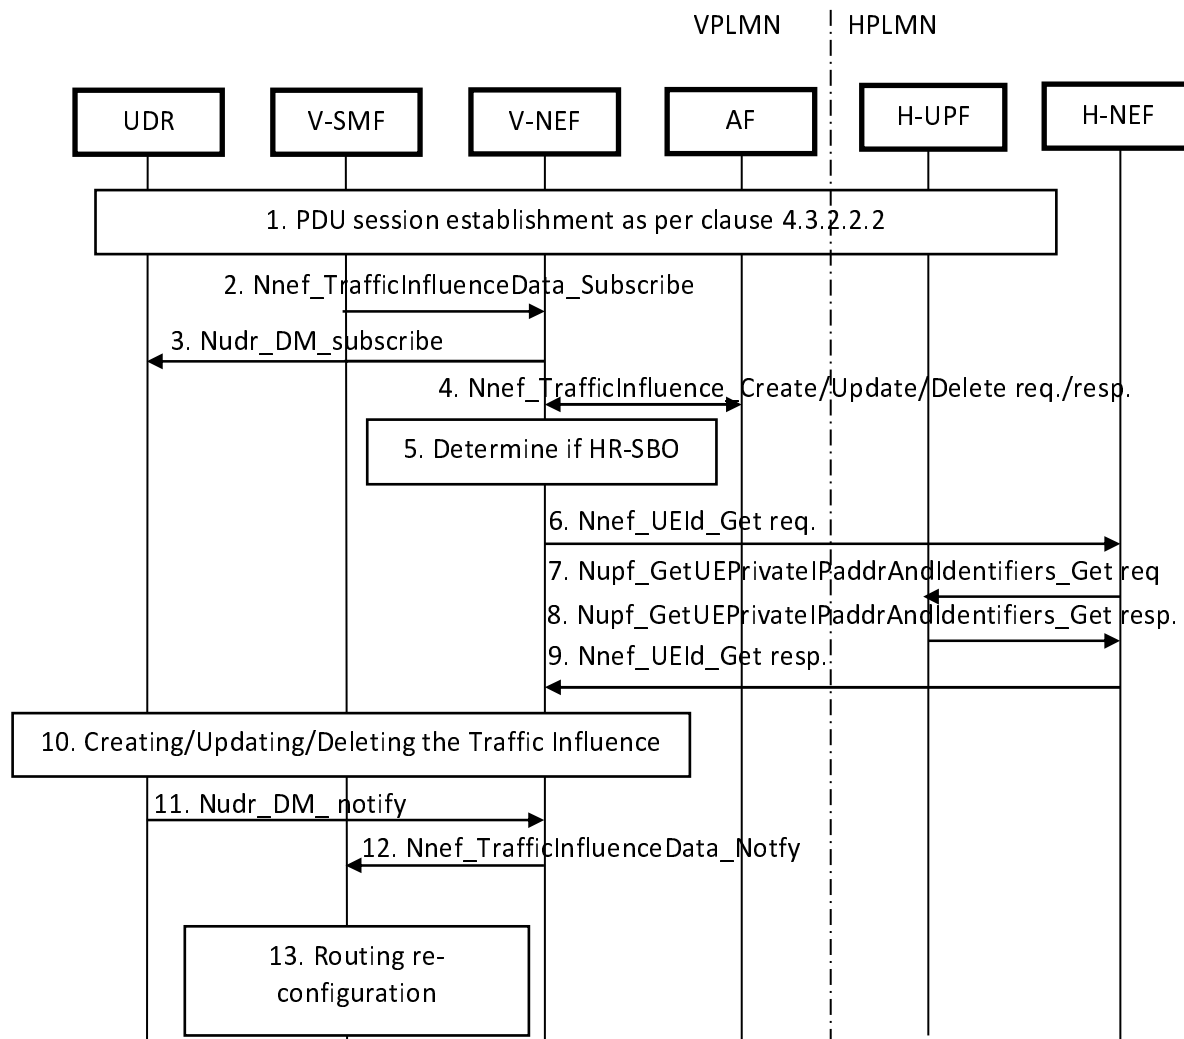 VPLMN
HPLMN
UDR
V-SMF
V-NEF
AF
H-UPF
H-NEF
1. PDU session establishment as per clause 4.3.2.2.2
2. Nnef_TrafficInfluenceData_Subscribe
3. Nudr_DM_subscribe
4. Nnef_TrafficInfluence_Create/Update/Delete req./resp.
5. Determine if HR-SBO
6. Nnef_UEId_Get req.
7. Nupf_GetUEPrivateIPaddrAndIdentifiers_Get req
8. Nupf_GetUEPrivateIPaddrAndIdentifiers_Get resp.
9. Nnef_UEId_Get resp.
10. Creating/Updating/Deleting the Traffic Influence
11. Nudr_DM_ notify
12. Nnef_TrafficInfluenceData_Notfy
13. Routing re-
configuration